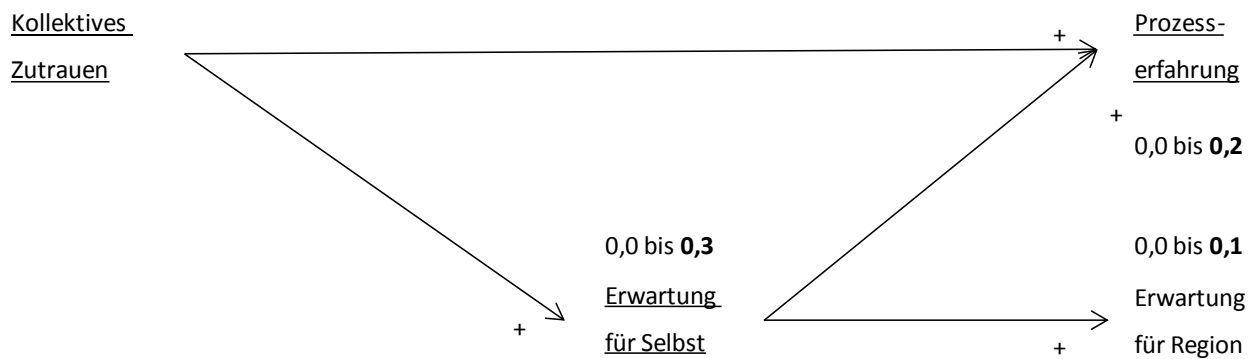 Kollektives
Zutrauen
+
Prozess-
erfahrung
+
0,0 bis 0,2
0,0 bis 0,3
Erwartung
für Selbst
+
0,0 bis 0,1
Erwartung
für Region
+